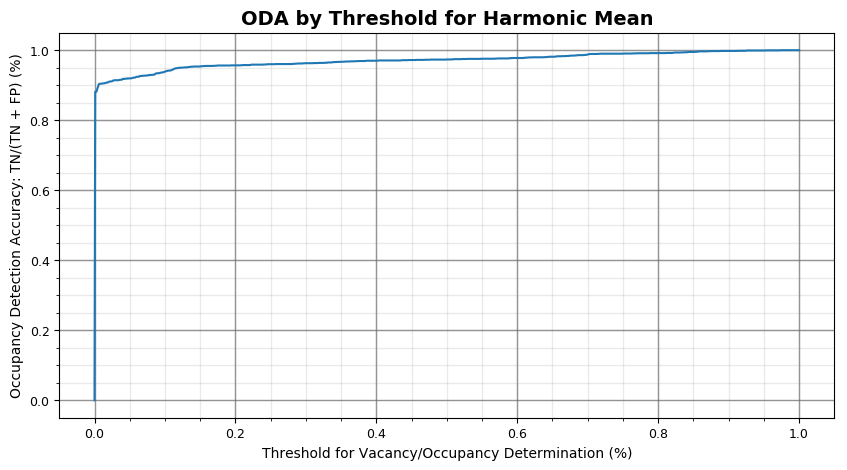 ODA by Threshold for Harmonic Mean
Occupancy Detection Accuracy: TN/(TN + FP) (%)
1.0
0.8
0.6
0.4
0.2
0.0
0.0 0.2 0.4 0.6 0.8 1.0
Threshold for Vacancy/Occupancy Determination (%)